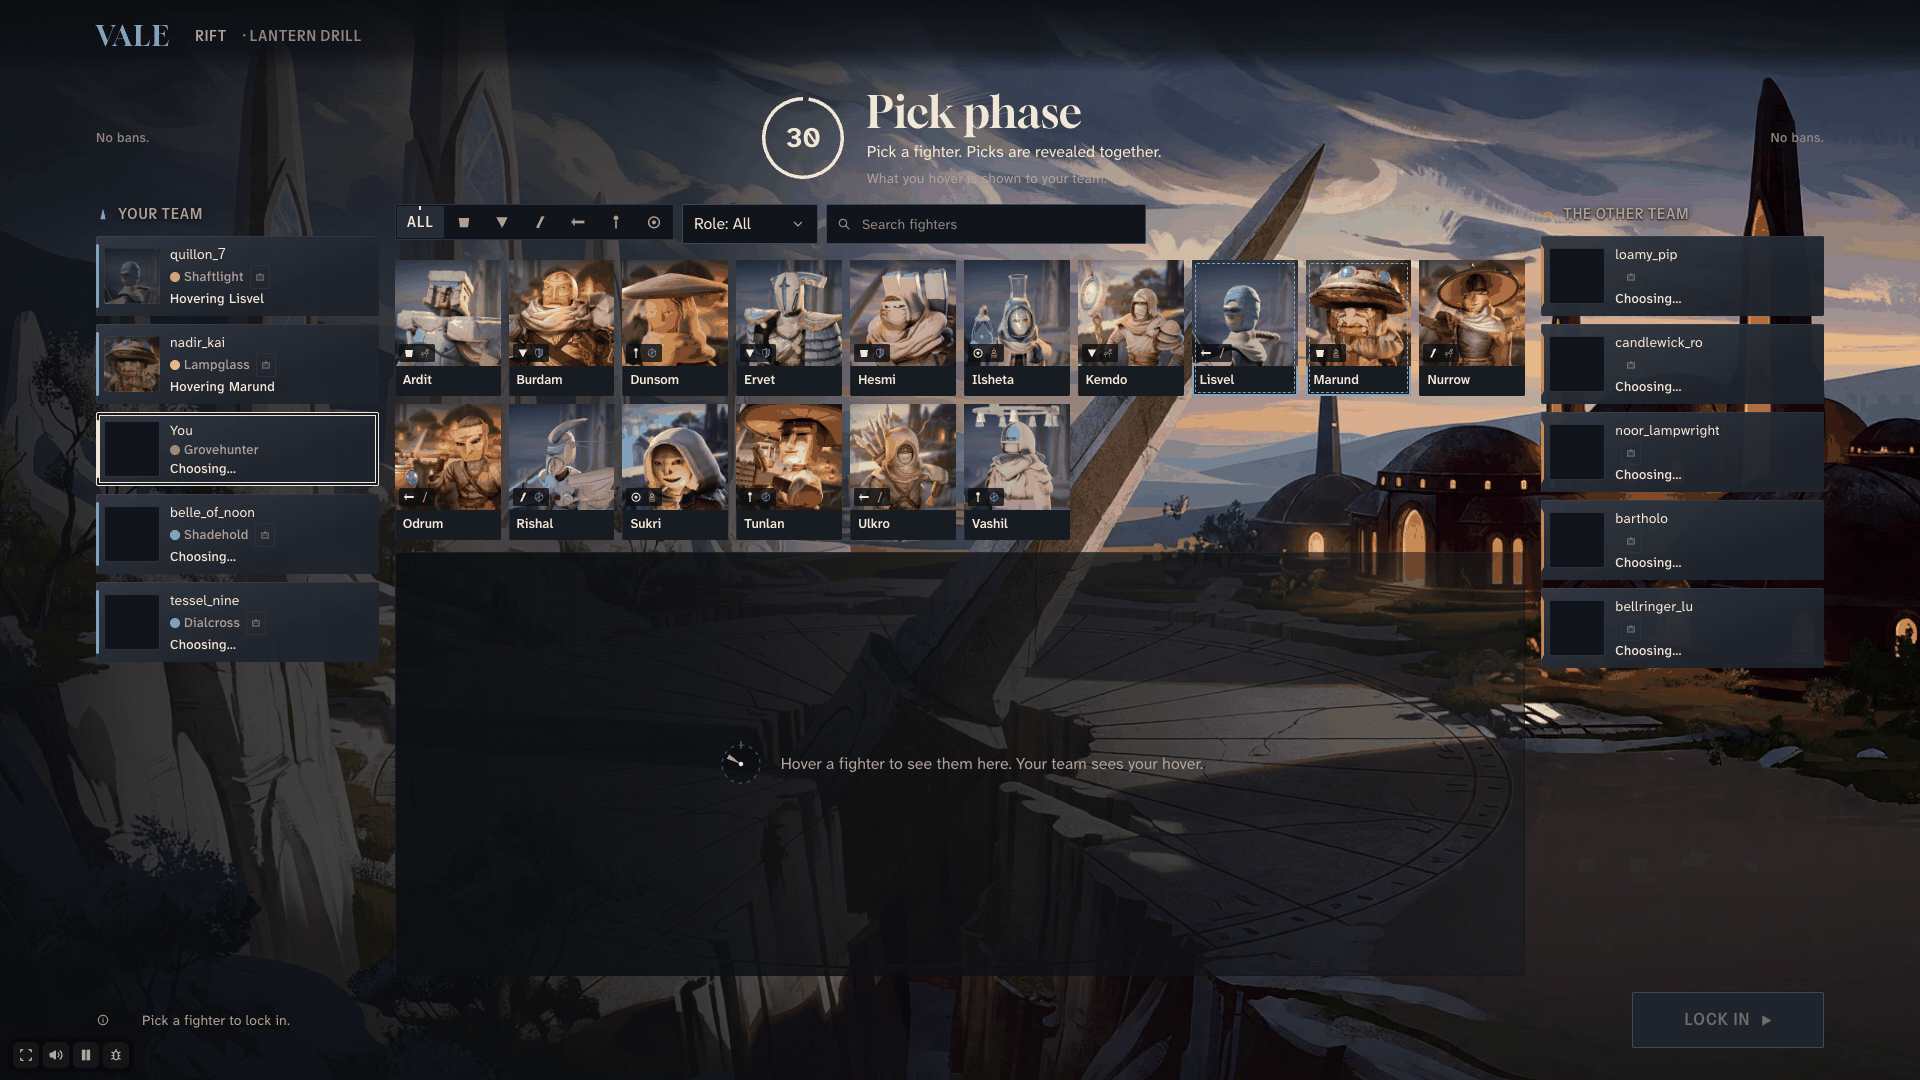 VALE RIFT · LANTERN DRILL
No bans.
30
Pick phase
Pick a fighter. Picks are revealed together.
What you hover is shown to your team.
No bans.
YOUR TEAM
quillon_7
Shaftlight
Hovering Lisvel
nadir_kai
Lampglass
Hovering Marund
You
Grovehunter
Choosing...
belle_of_noon
Shadehold
Choosing...
tessel_nine
Dialcross
Choosing...
ALL
Role: All
Search fighters
Ardit
Burdam
Dunsom
Ervet
Hesmi
Ilsheta
Kemdo
Lisvel
Marund
Nurrow
Odrum
Rishal
Sukri
Tunlan
Ulkro
Vashil
Hover a fighter to see them here. Your team sees your hover.
THE OTHER TEAM
loamy_pip
Choosing...
candlewick_ro
Choosing...
noor_lampwright
Choosing...
bartholo
Choosing...
bellringer_lu
Choosing...
Pick a fighter to lock in.
LOCK IN